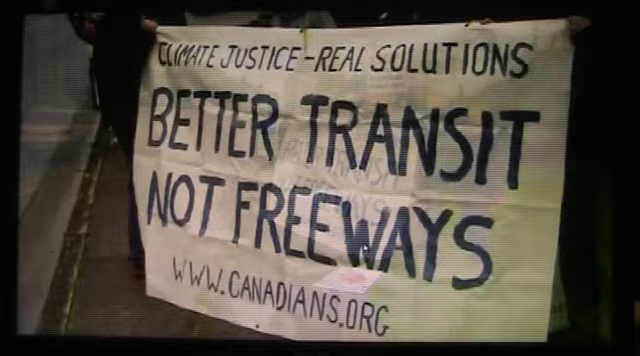 CLIMATE JUSTICE - REAL SOLUTIONS
BETTER TRANSIT
NOT FREEWAYS
WWW.CANADIANS.ORG